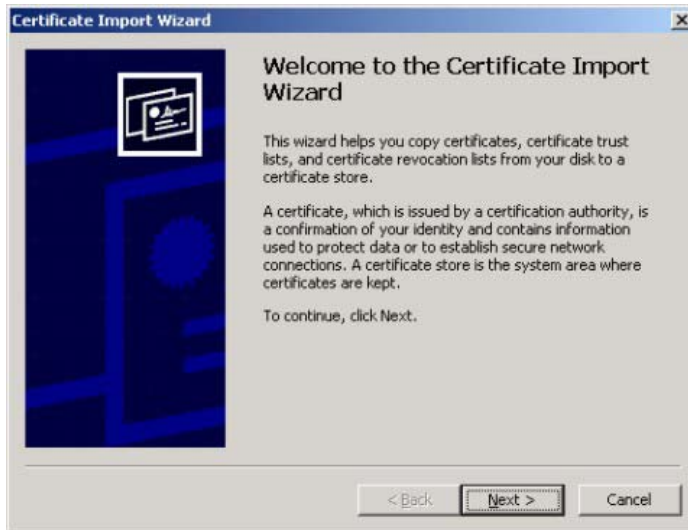 Certificate Import Wizard
Welcome to the Certificate Import
Wizard
This wizard helps you copy certificates, certificate trust
lists, and certificate revocation lists from your disk to a
certificate store.
A certificate, which is issued by a certification authority, is
a confirmation of your identity and contains information
used to protect data or to establish secure network
connections. A certificate store is the system area where
certificates are kept.
To continue, click Next.
< Back
Next >
Cancel